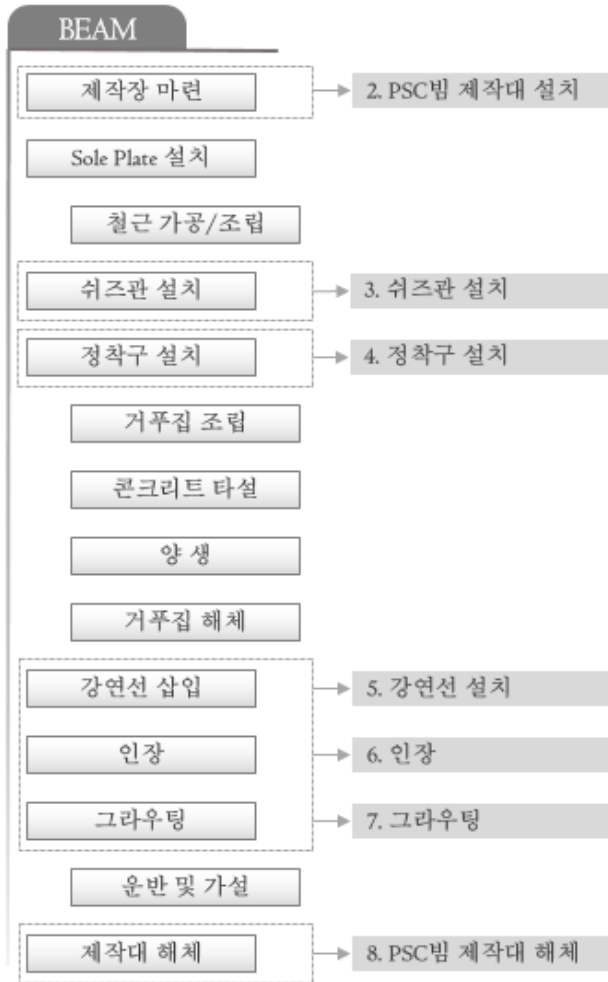 BEAM
제작장 마련
2. PSC빔 제작대 설치
Sole Plate 설치
철근 가공/조립
쉬즈관 설치
3. 쉬즈관 설치
정착구 설치
4. 정착구 설치
거푸집 조립
콘크리트 타설
양 생
거푸집 해체
강연선 삽입
5. 강연선 설치
인장
6. 인장
그라우팅
7. 그라우팅
운반 및 가설
제작대 해체
8. PSC빔 제작대 해체